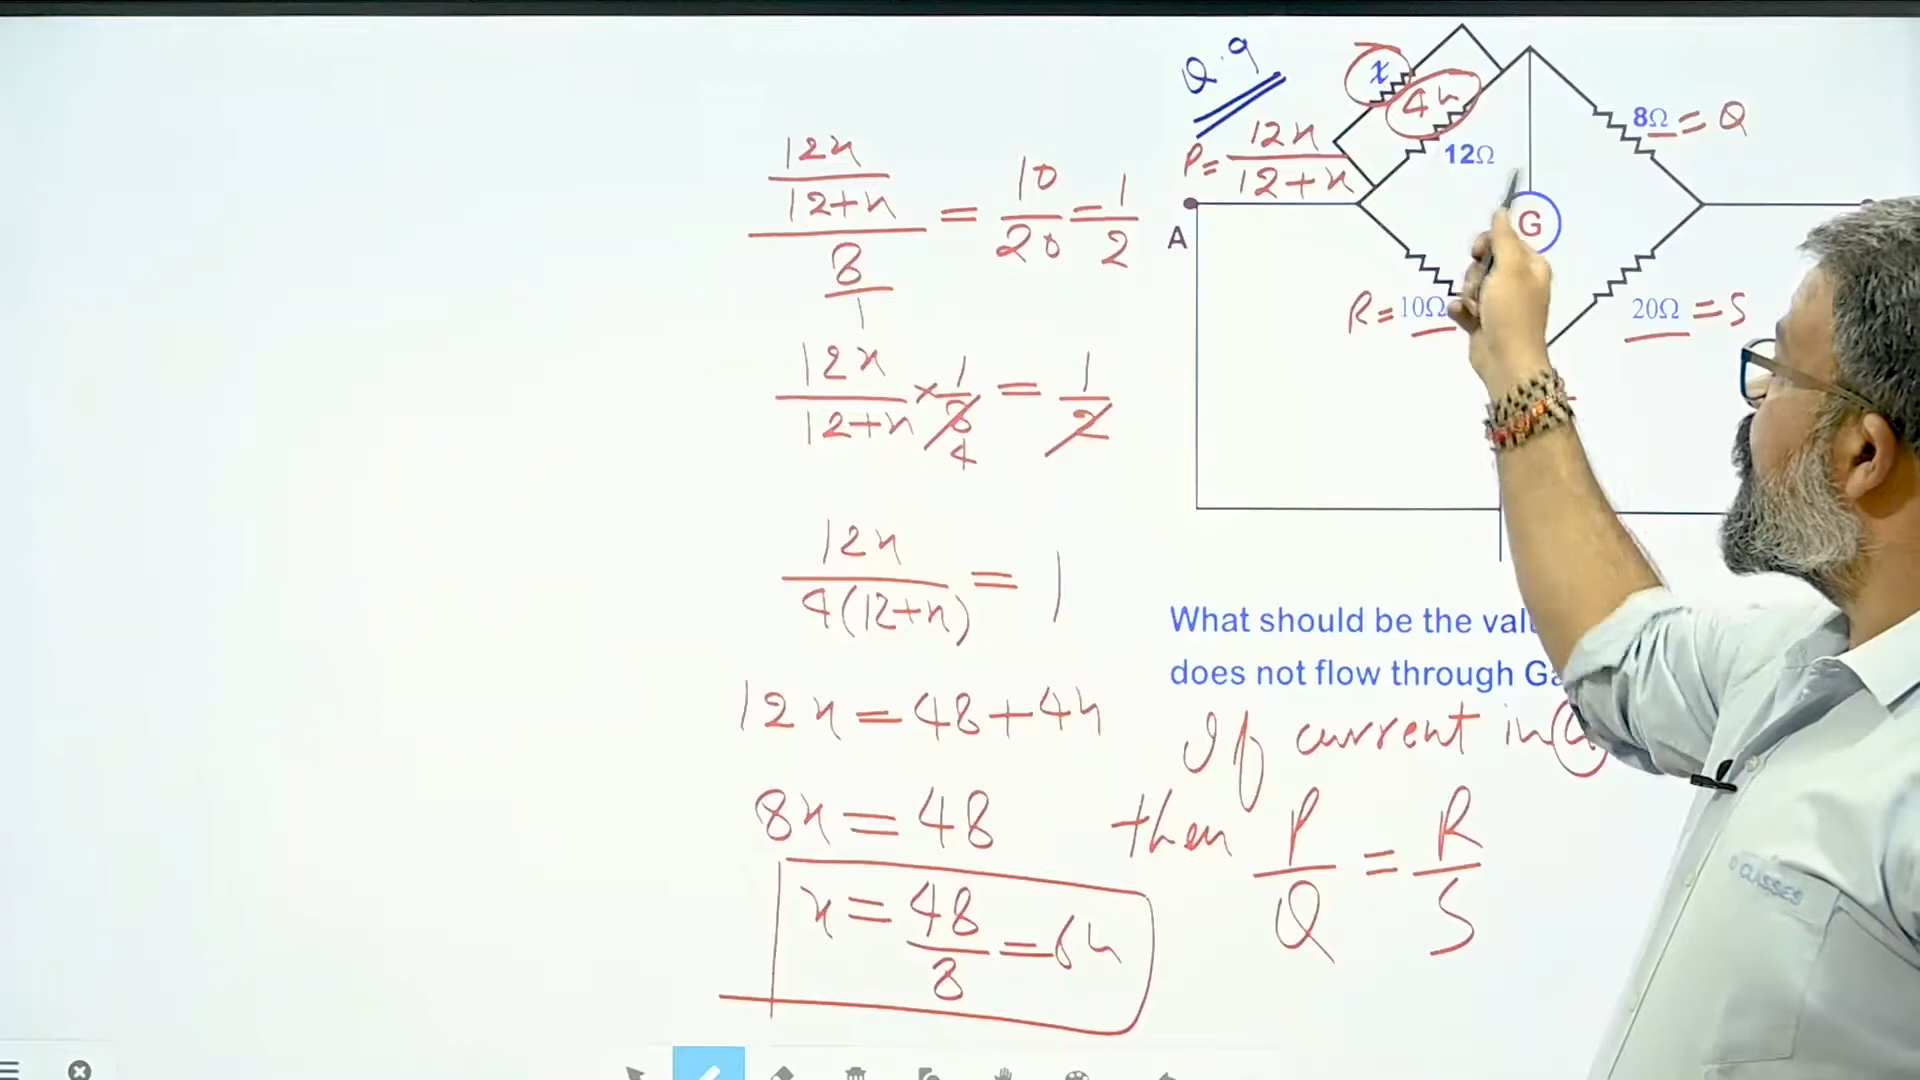 Q.9
x
4Ω
8Ω = Q
12Ω
P = 12x / 12+x
A
G
R = 10Ω
20Ω = S
12x / 12+x / 8 / 1 = 10 / 20 = 1 / 2
12x / 12+x × 1 / 8 = 1 / 2
4
12x / 4(12+x) = 1
12x = 48+4x
8x = 48
x = 48 / 8 = 6Ω
What should be the
does not flow through
If current in G
then P / Q = R / S
CLASSES